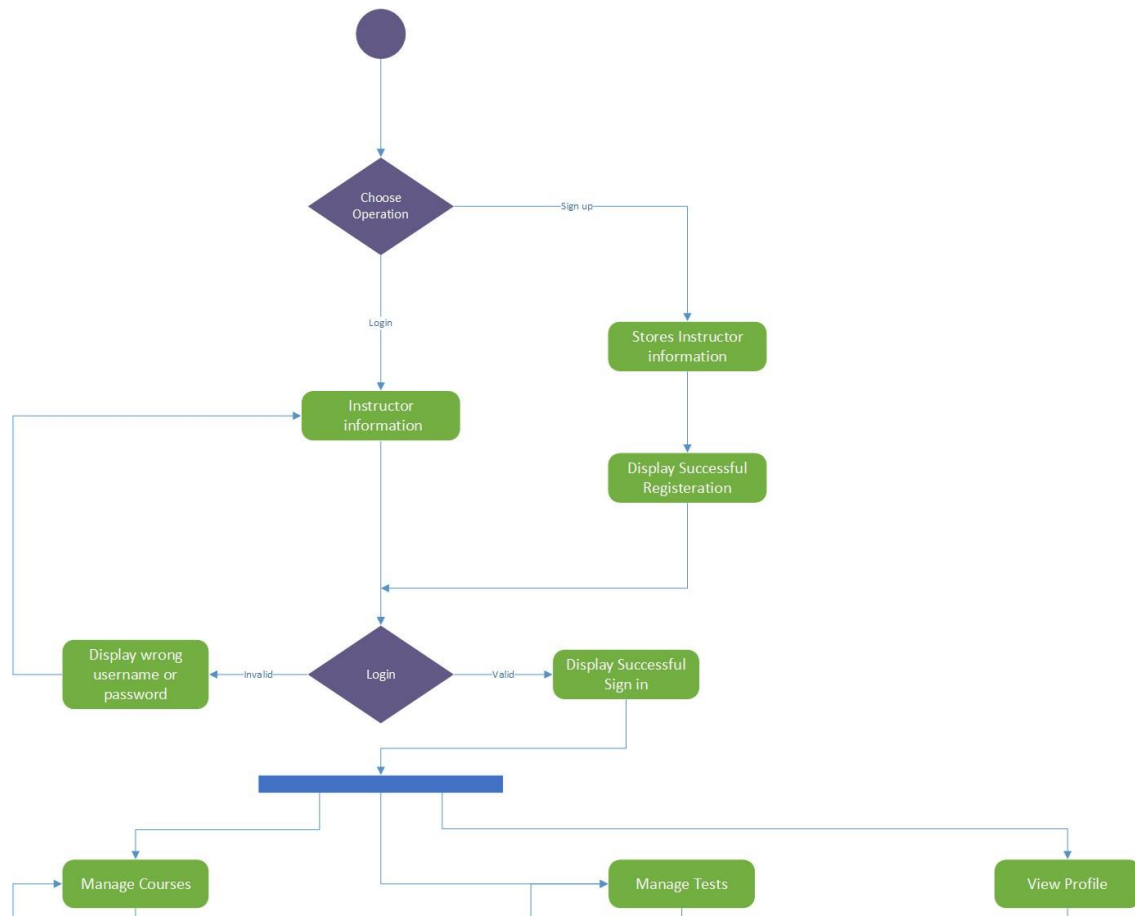 Choose
Operation
Sign up
Login
Stores Instructor
information
Instructor
information
Display Successful
Registeration
Display wrong
username or
password
Invalid
Login
Valid
Display Successful
Sign in
Manage Courses
Manage Tests
View Profile